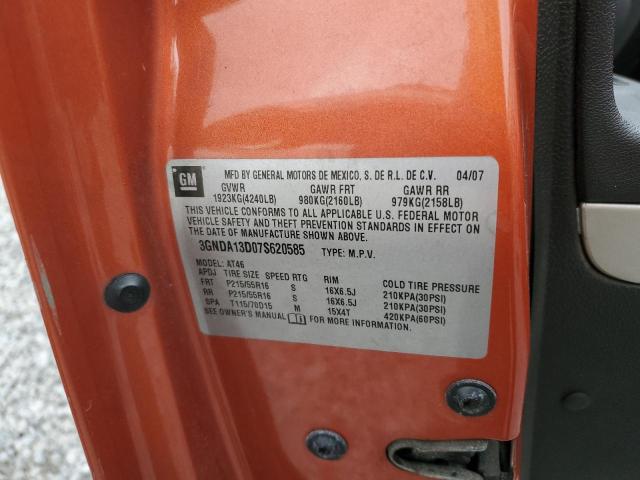 GM MFD BY GENERAL MOTORS DE MEXICO, S. DE R.L. DE C.V. 04/07
GVWR GAWR FRT GAWR RR
1923KG(4240LB) 980KG(2160LB) 979KG(2158LB)
THIS VEHICLE CONFORMS TO ALL APPLICABLE U.S. FEDERAL MOTOR
VEHICLE SAFETY AND THEFT PREVENTION STANDARDS IN EFFECT ON
THE DATE OF MANUFACTURE SHOWN ABOVE.
3GNDA13D07S620585 TYPE: M.P.V.
MODEL: AT46
APDJ TIRE SIZE SPEED RTG RIM COLD TIRE PRESSURE
FRT P215/55R16 S 16X6.5J 210KPA(30PSI)
RR P215/55R16 S 16X6.5J 210KPA(30PSI)
SPA T115/70D15 M 15X4T 420KPA(60PSI)
SEE OWNER'S MANUAL FOR MORE INFORMATION.